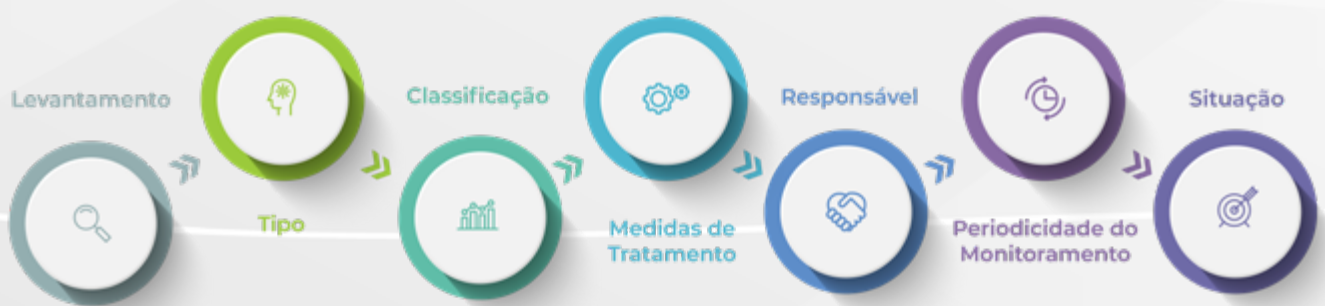 Levantamento
Tipo
Classificação
Medidas de
Tratamento
Responsável
Periodicidade do
Monitoramento
Situação